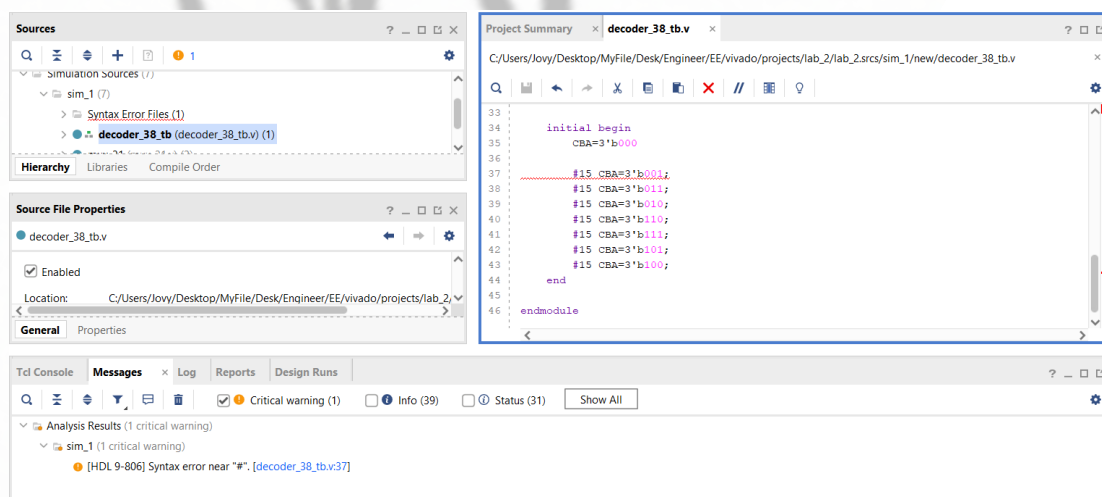 Sources
? _ □ X
1
Simulation Sources (7)
sim_1 (7)
Syntax Error Files (1)
decoder_38_tb (decoder_38_tb.v) (1)
Hierarchy Libraries Compile Order
Source File Properties
? _ □ X
decoder_38_tb.v
Enabled
Location: C:/Users/Jovy/Desktop/MyFile/Desk/Engineer/EE/vivado/projects/lab_2/
General Properties
Project Summary × decoder_38_tb.v ×
? □
C:/Users/Jovy/Desktop/MyFile/Desk/Engineer/EE/vivado/projects/lab_2/lab_2.srcs/sim_1/new/decoder_38_tb.v
33
34 initial begin
35 CBA=3'b000
36
37 #15 CBA=3'b001;
38 #15 CBA=3'b011;
39 #15 CBA=3'b010;
40 #15 CBA=3'b110;
41 #15 CBA=3'b111;
42 #15 CBA=3'b101;
43 #15 CBA=3'b100;
44 end
45
46 endmodule
Tcl Console Messages × Log Reports Design Runs
? _ □
Critical warning (1) Info (39) Status (31) Show All
Analysis Results (1 critical warning)
sim_1 (1 critical warning)
[HDL 9-806] Syntax error near "#". [decoder_38_tb.v:37]